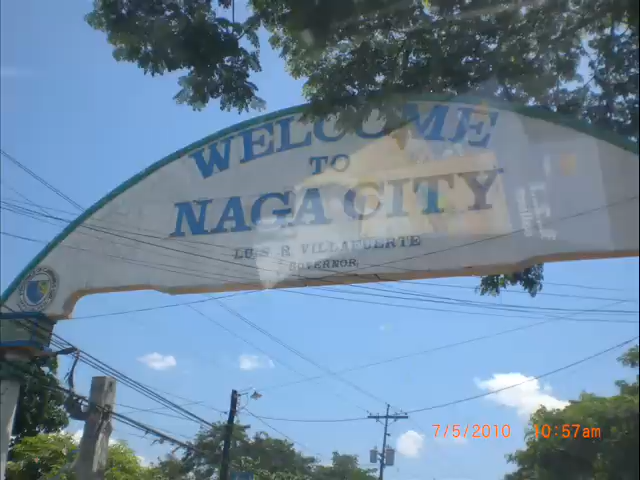 WELCOME
TO
NAGA CITY
LUIS R VILLAFUERTE
GOVERNOR
7/5/2010 10:57am